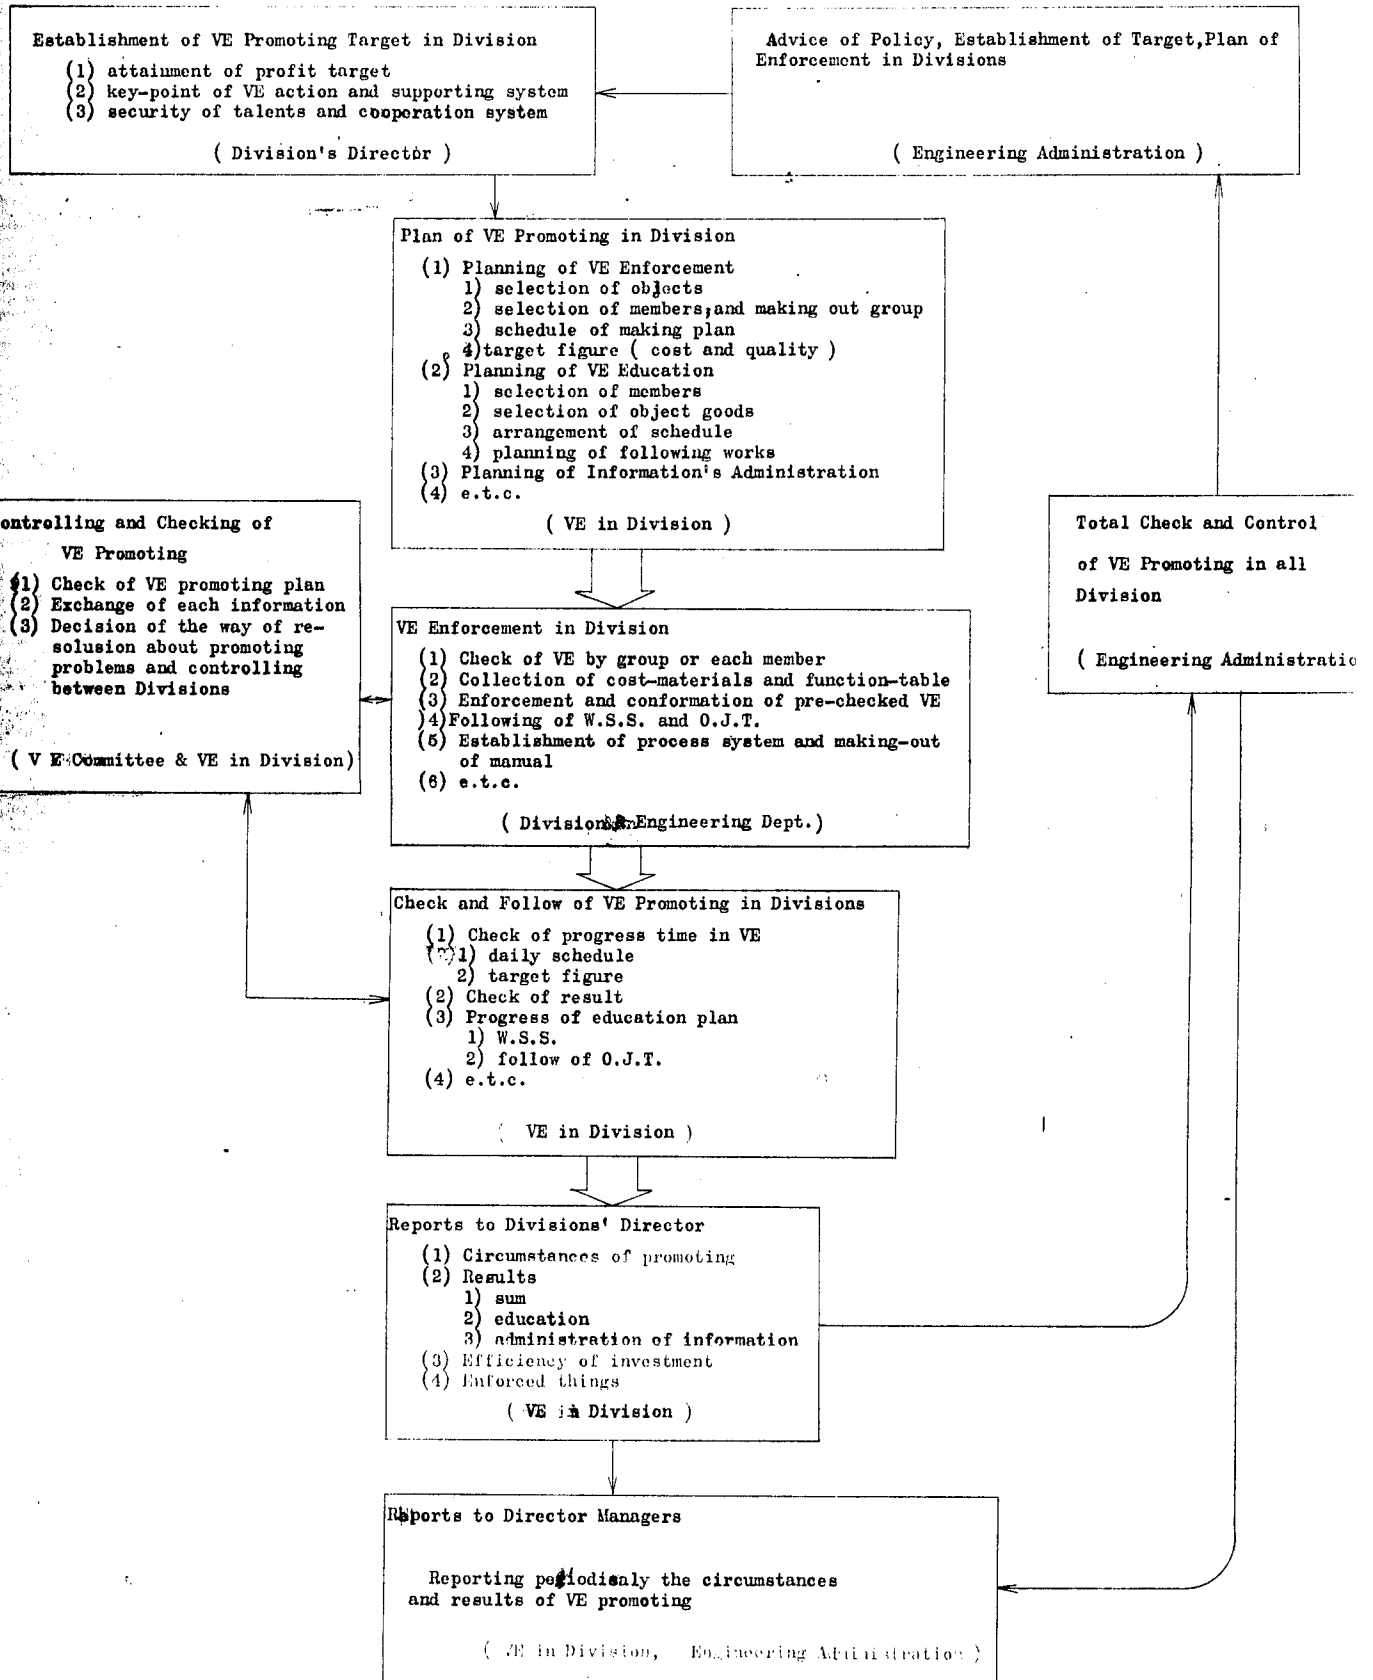 Establishment of VE Promoting Target in Division
(1) attainment of profit target
(2) key-point of VE action and supporting system
(3) security of talents and cooperation system
( Division's Director )
Advice of Policy, Establishment of Target,Plan of
Enforcement in Divisions
( Engineering Administration )
Plan of VE Promoting in Division
(1) Planning of VE Enforcement
1) selection of objects
2) selection of members,and making out group
3) schedule of making plan
4)target figure ( cost and quality )
(2) Planning of VE Education
1) selection of members
2) selection of object goods
3) arrangement of schedule
4) planning of following works
(3) Planning of Information's Administration
(4) e.t.c.
( VE in Division )
ontrolling and Checking of
VE Promoting
(1) Check of VE promoting plan
(2) Exchange of each information
(3) Decision of the way of re-
solusion about promoting
problems and controlling
between Divisions
( V E Committee & VE in Division)
Total Check and Control
of VE Promoting in all
Division
( Engineering Administratio
VE Enforcement in Division
(1) Check of VE by group or each member
(2) Collection of cost-materials and function-table
(3) Enforcement and conformation of pre-checked VE
)4)Following of W.S.S. and O.J.T.
(5) Establishment of process system and making-out
of manual
(6) e.t.c.
( Division Engineering Dept.)
Check and Follow of VE Promoting in Divisions
(1) Check of progress time in VE
1) daily schedule
2) target figure
(2) Check of result
(3) Progress of education plan
1) W.S.S.
2) follow of O.J.T.
(4) e.t.c.
( VE in Division )
Reports to Divisions' Director
(1) Circumstances of promoting
(2) Results
1) sum
2) education
3) administration of information
(3) Efficiency of investment
(4) Enforced things
( VE in Division )
Reports to Director Managers
Reporting periodisaly the circumstances
and results of VE promoting
( VE in Division, Engineering Administration )